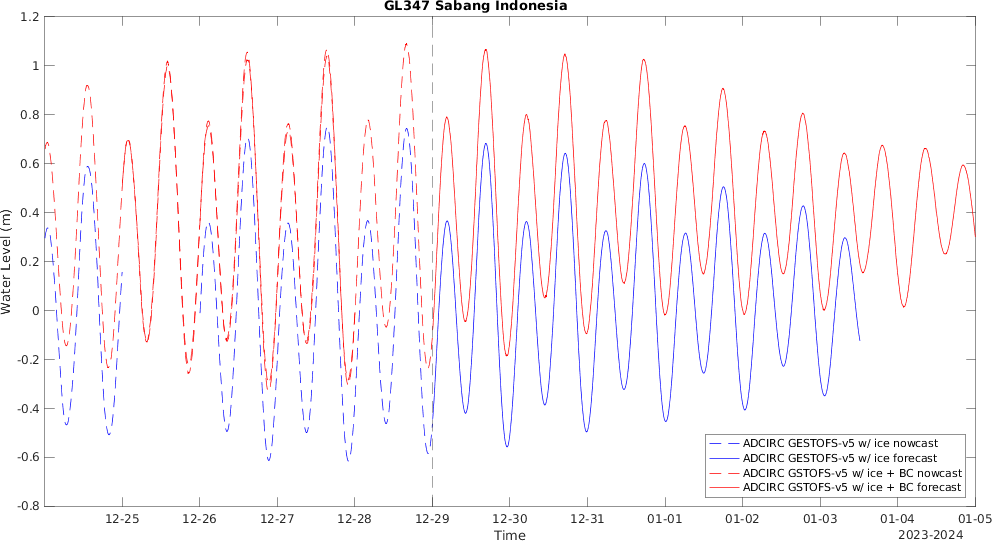 GL347 Sabang Indonesia
1.2
1
0.8
0.6
0.4
0.2
0
-0.2
-0.4
-0.6
-0.8
Water Level (m)
ADCIRC GESTOFS-v5 w/ ice nowcast
ADCIRC GESTOFS-v5 w/ ice forecast
ADCIRC GSTOFS-v5 w/ ice + BC nowcast
ADCIRC GSTOFS-v5 w/ ice + BC forecast
12-25 12-26 12-27 12-28 12-29 12-30 12-31 01-01 01-02 01-03 01-04 01-05
Time
2023-2024